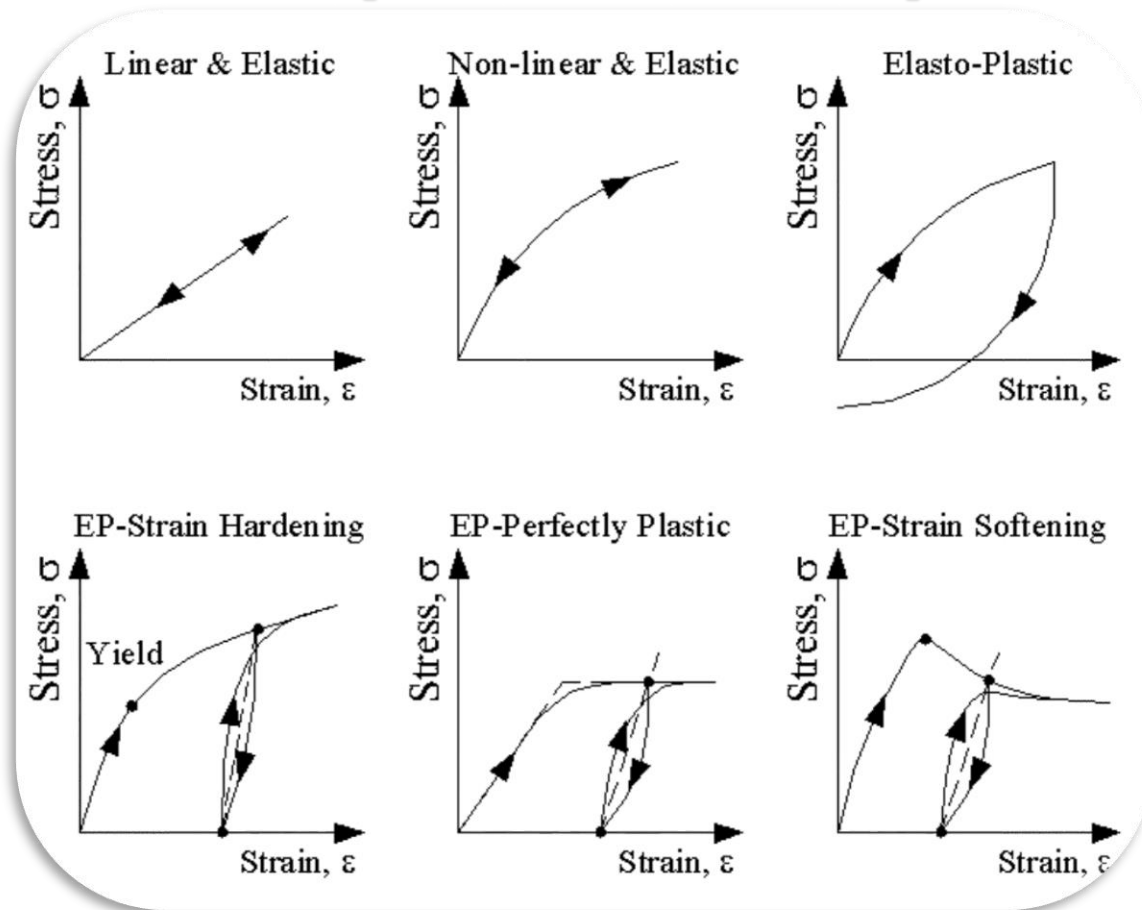 Linear & Elastic
Stress, σ
Strain, ε
Non-linear & Elastic
Stress, σ
Strain, ε
Elasto-Plastic
Stress, σ
Strain, ε
EP-Strain Hardening
Stress, σ
Yield
Strain, ε
EP-Perfectly Plastic
Stress, σ
Strain, ε
EP-Strain Softening
Stress, σ
Strain, ε